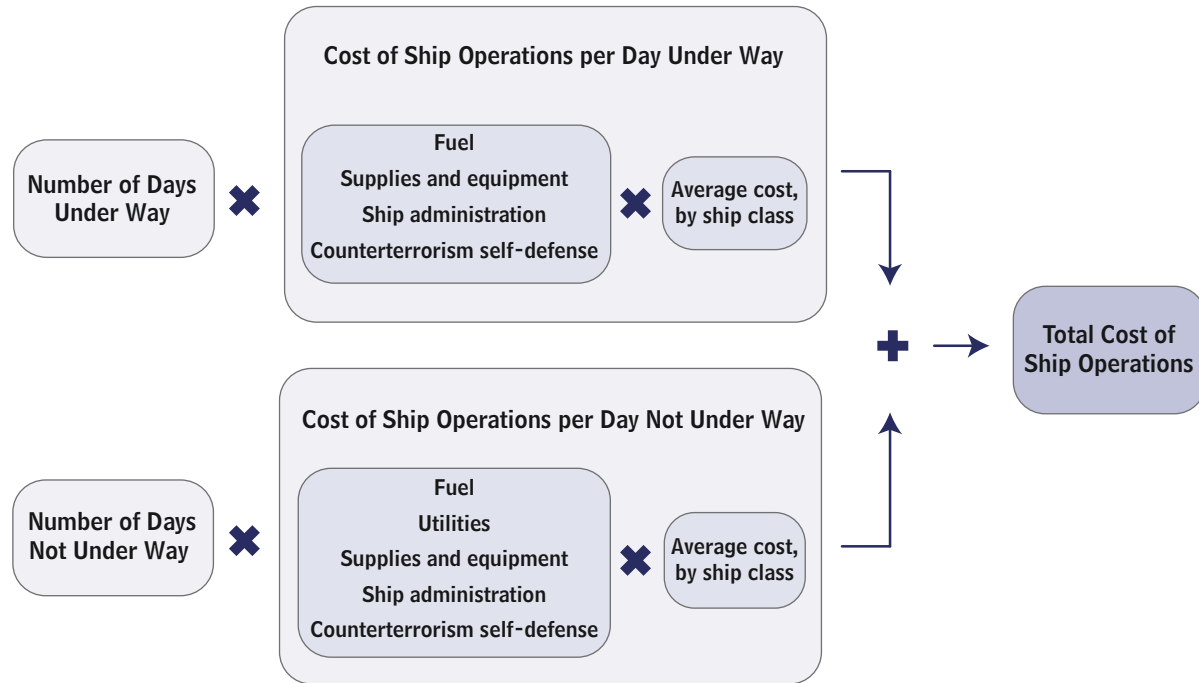 Cost of Ship Operations per Day Under Way
Number of Days
Under Way
Fuel
Supplies and equipment
Ship administration
Counterterrorism self-defense
Average cost,
by ship class
Total Cost of
Ship Operations
Cost of Ship Operations per Day Not Under Way
Number of Days
Not Under Way
Fuel
Utilities
Supplies and equipment
Ship administration
Counterterrorism self-defense
Average cost,
by ship class